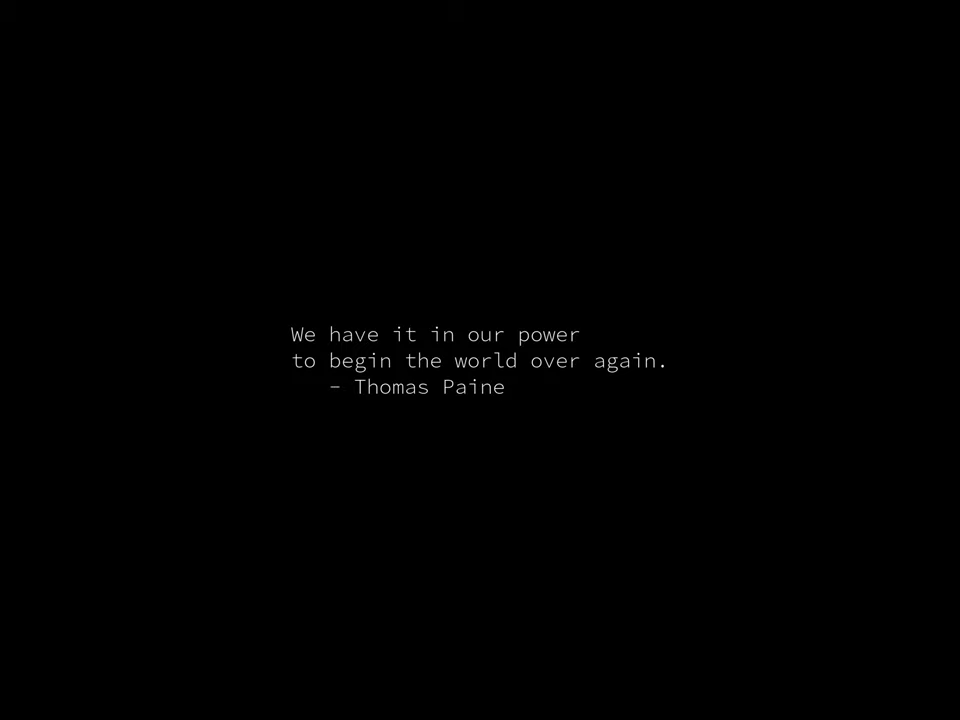 We have it in our power
to begin the world over again.
- Thomas Paine